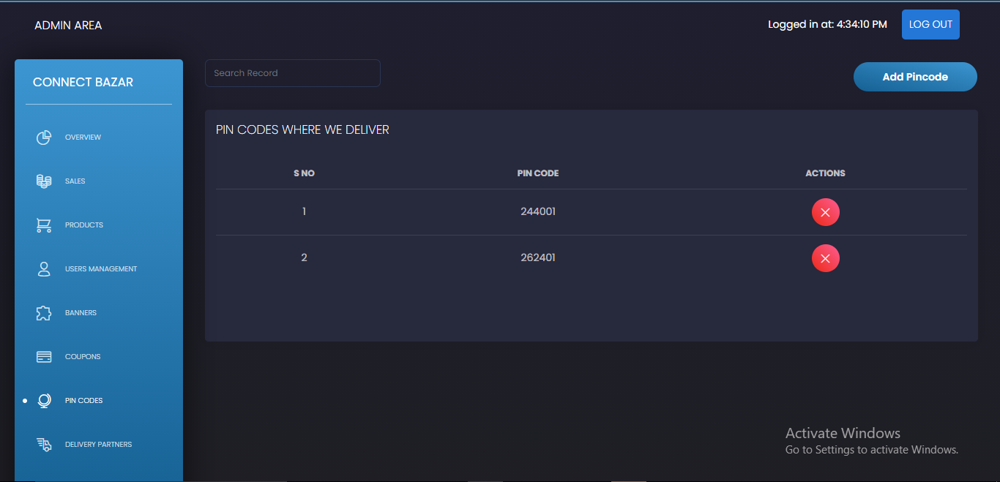 ADMIN AREA
Logged in at: 4:34:10 PM
LOG OUT
CONNECT BAZAR
OVERVIEW
SALES
PRODUCTS
USERS MANAGEMENT
BANNERS
COUPONS
PIN CODES
DELIVERY PARTNERS
Search Record
Add Pincode
PIN CODES WHERE WE DELIVER
S NO PIN CODE ACTIONS
1 244001
2 262401
Activate Windows
Go to Settings to activate Windows.